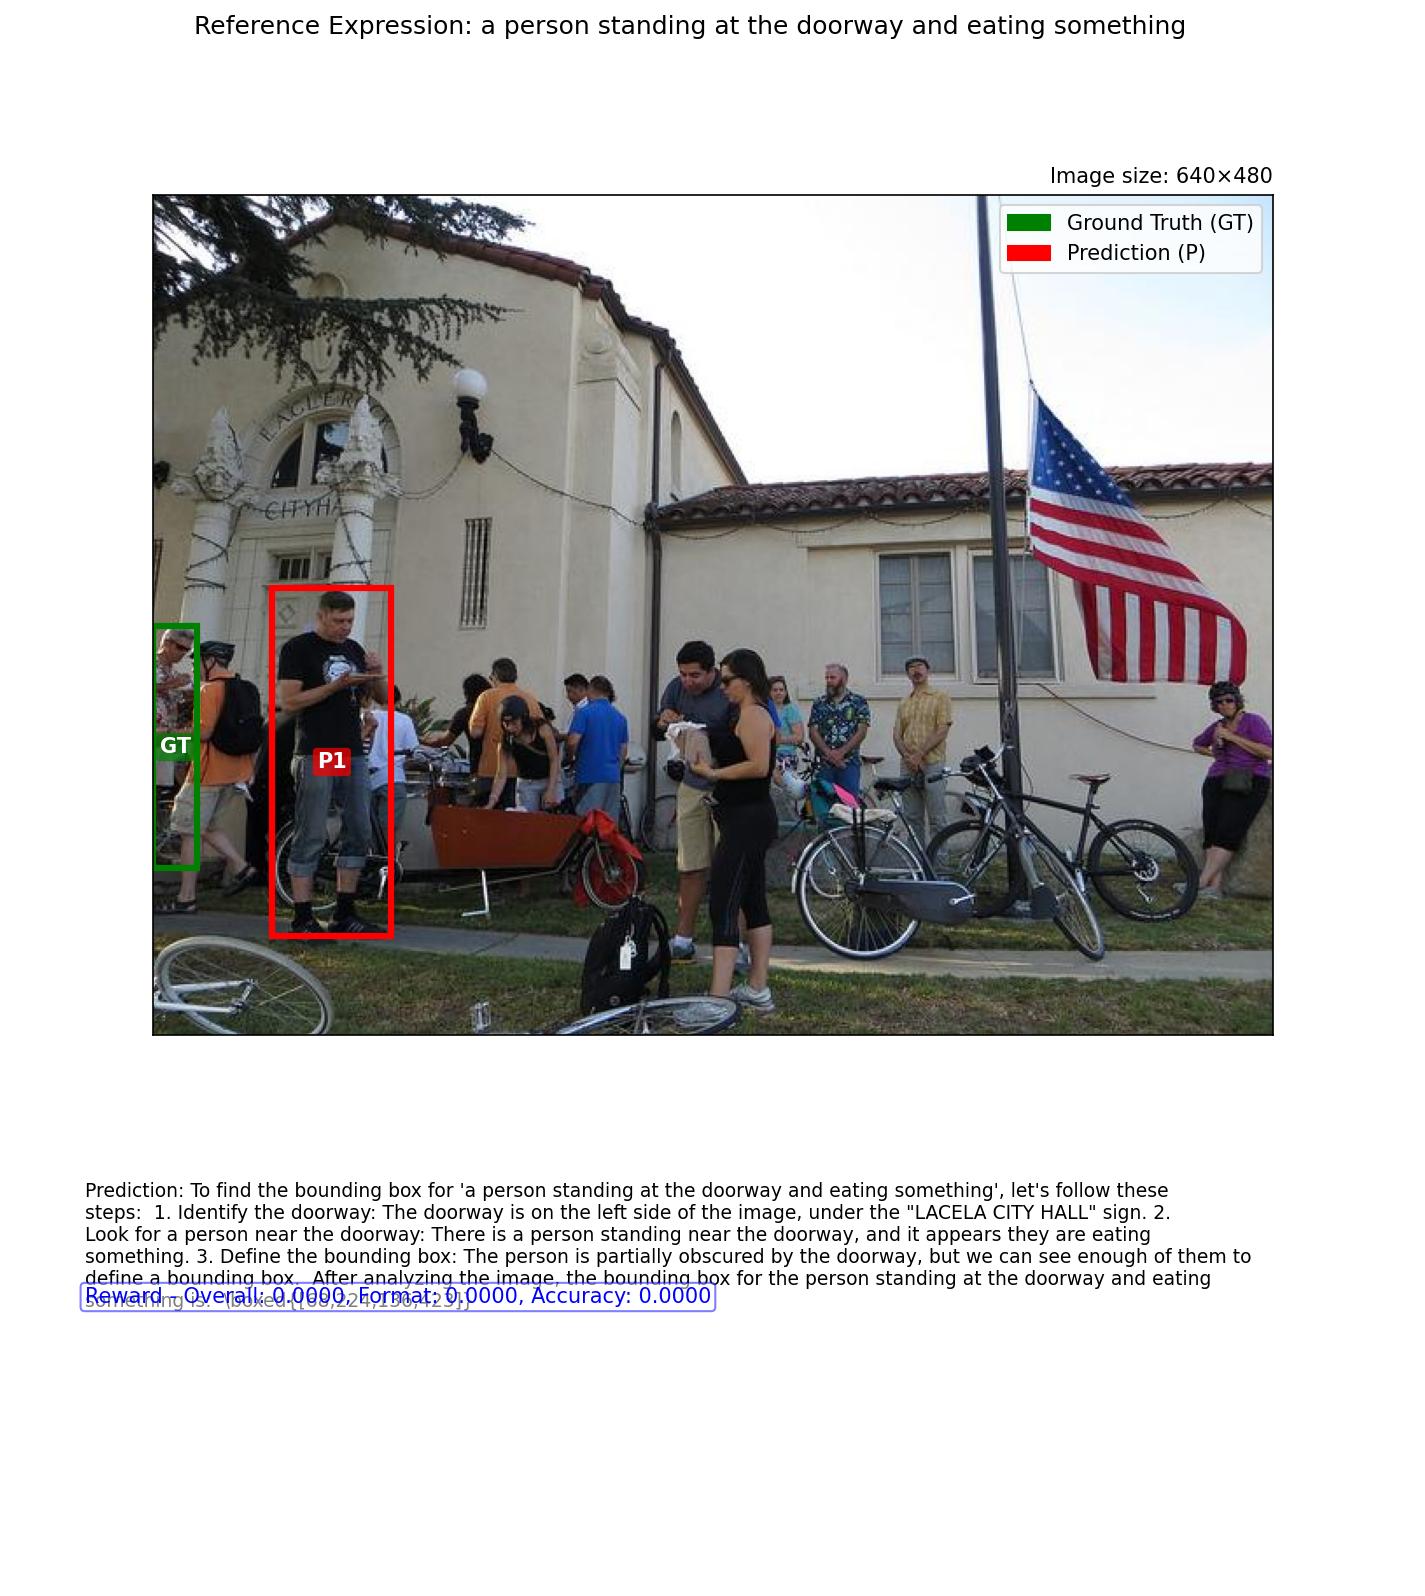 Reference Expression: a person standing at the doorway and eating something
Image size: 640×480
Ground Truth (GT)
Prediction (P)
EAGLE RO
CITY HA
GT
P1
Prediction: To find the bounding box for 'a person standing at the doorway and eating something', let's follow these
steps:  1. Identify the doorway: The doorway is on the left side of the image, under the "LACELA CITY HALL" sign. 2.
Look for a person near the doorway: There is a person standing near the doorway, and it appears they are eating
something. 3. Define the bounding box: The person is partially obscured by the doorway, but we can see enough of them to
define a bounding box.  After analyzing the image, the bounding box for the person standing at the doorway and eating
something is:
Reward - Overall: 0.0000, Format: 0.0000, Accuracy: 0.0000